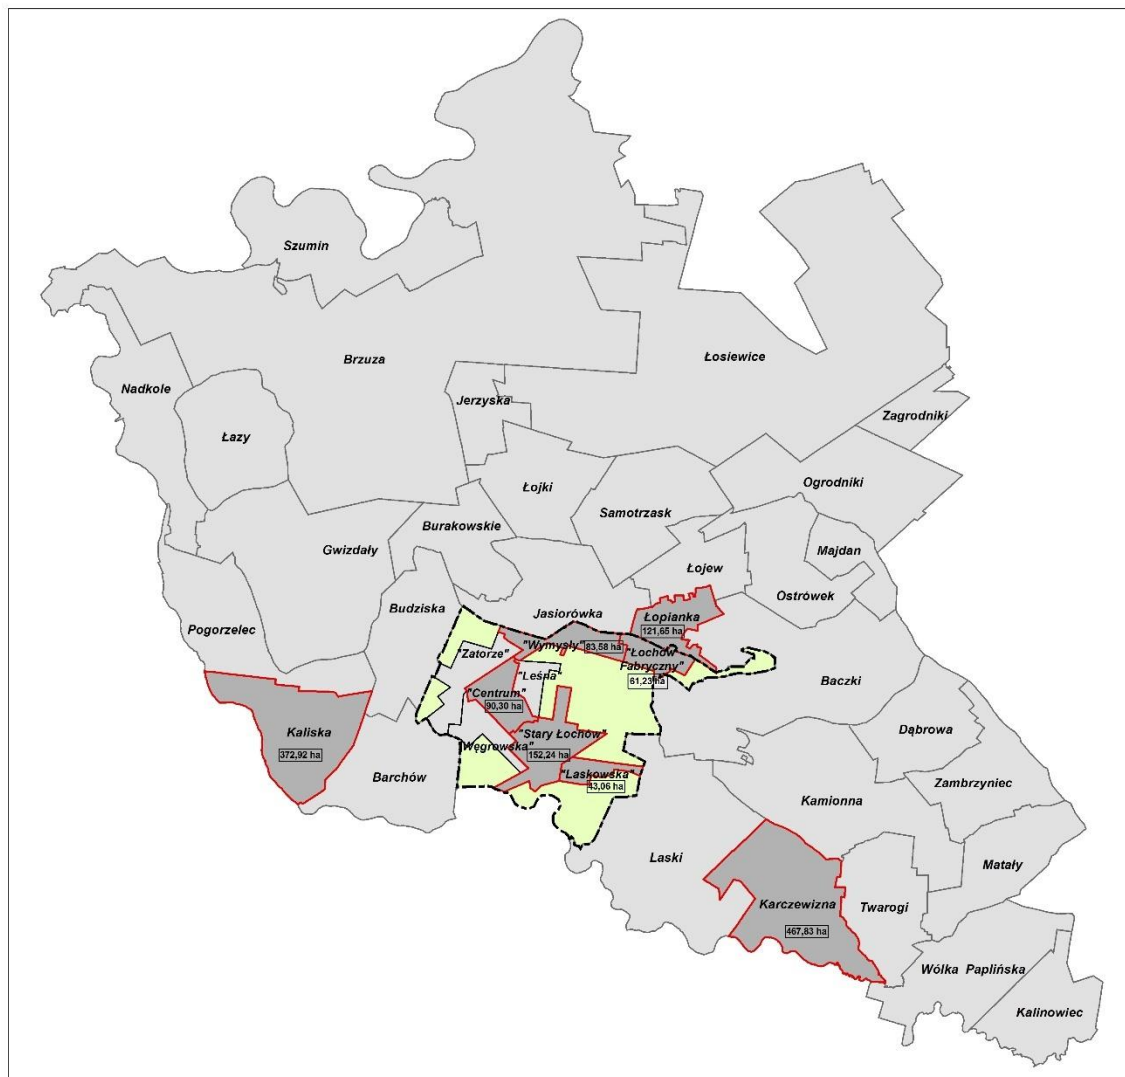 Szumin
Brzuza
Łosiewice
Nadkole
Jerzyska
Zagrodniki
Łazy
Ogrodniki
Łojki
Samotrzask
Burakowskie
Gwizdały
Majdan
Łojew
Ostrówek
Budziska
Jasiorówka
Łopianka
121,65 ha
Pogorzelec
"Wymysły"
83,58 ha
"Zatorze"
"Łochów
Fabryczny"
61,23 ha
"Leśna"
Baczki
"Centrum"
90,30 ha
Kaliska
372,92 ha
"Stary Łochów"
152,24 ha
Dąbrowa
Węgrowska"
Barchów
"Laskowska"
43,06 ha
Zambrzyniec
Kamionna
Laski
Matały
Karczewizna
467,83 ha
Twarogi
Wólka Paplińska
Kalinowiec